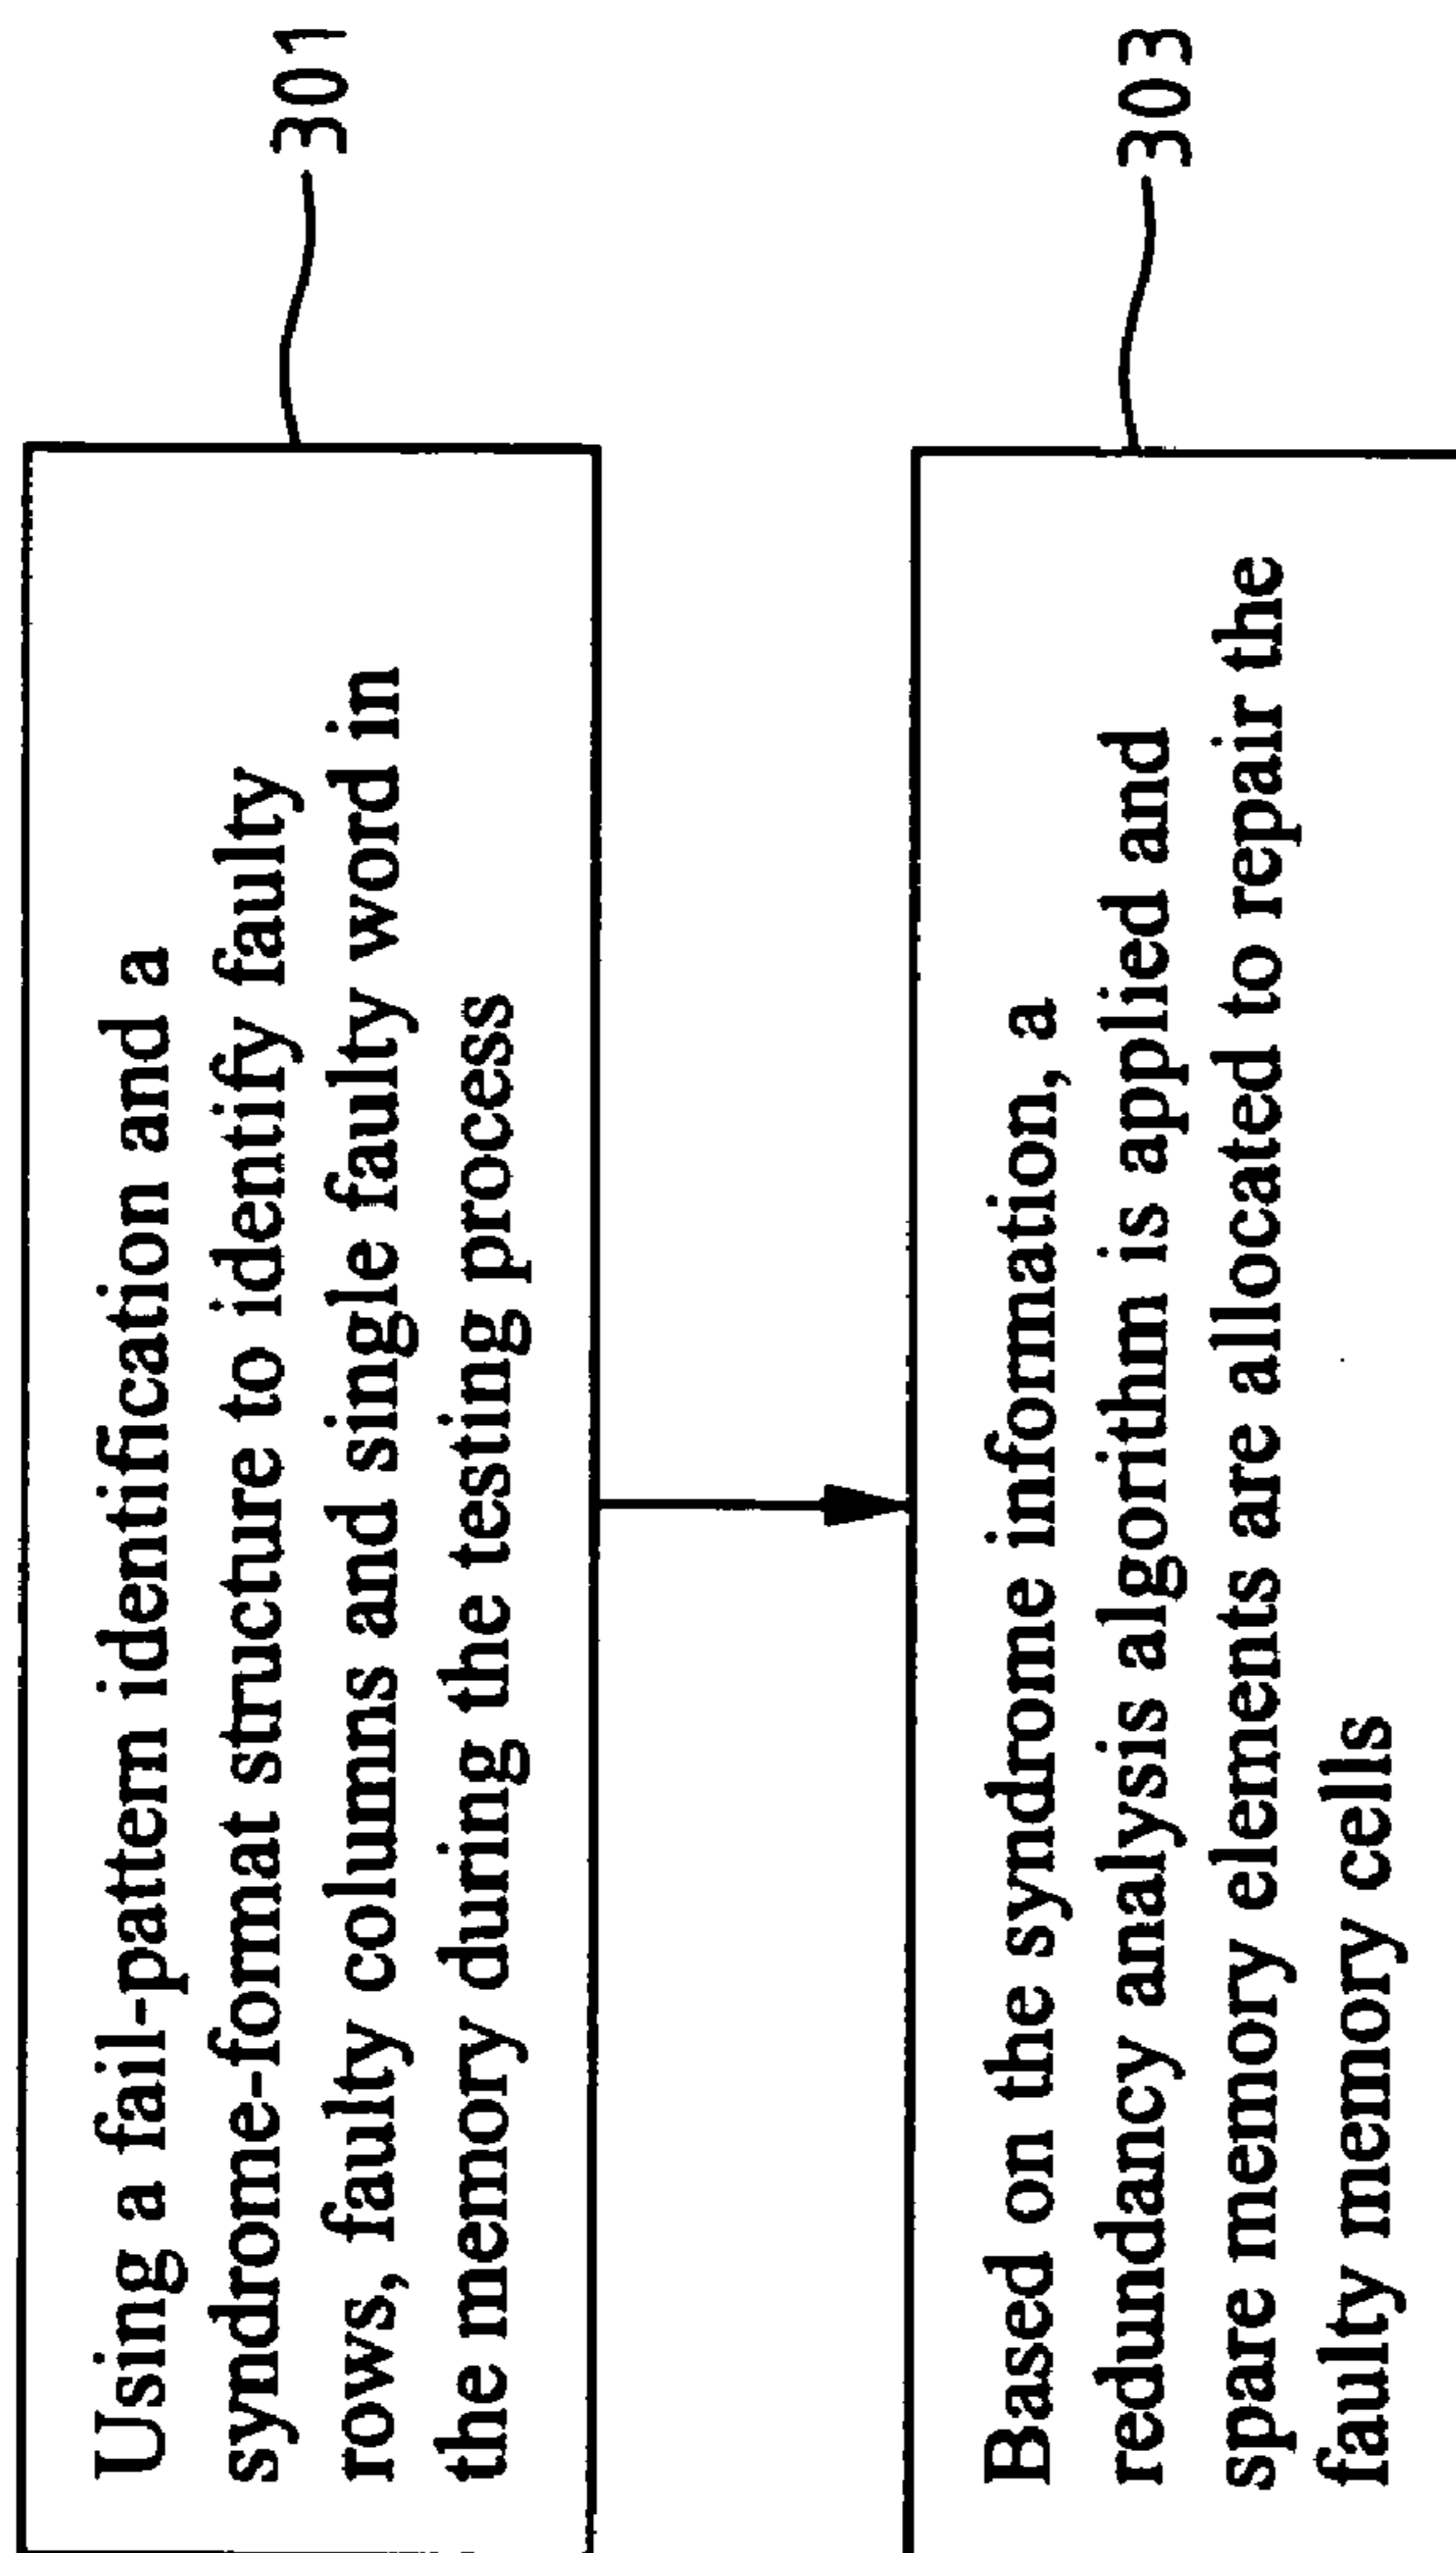 Using a fail-pattern identification and a
syndrome-format structure to identify faulty
rows, faulty columns and single faulty word in
the memory during the testing process
301
Based on the syndrome information, a
redundancy analysis algorithm is applied and
spare memory elements are allocated to repair the
faulty memory cells
303